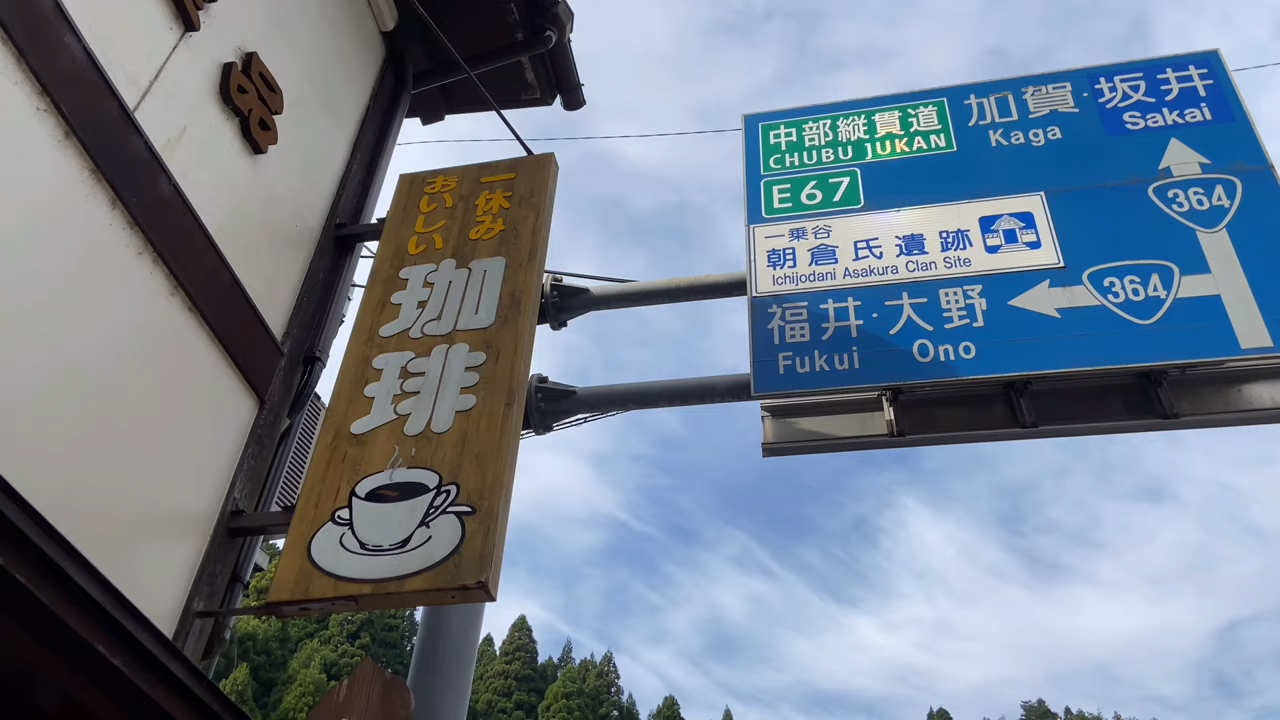 一休み
おいしい
珈
琲
中部縦貫道
CHUBU JUKAN
E67
加賀・坂井
Kaga Sakai
364
一乗谷
朝倉氏遺跡
Ichijodani Asakura Clan Site
福井・大野
Fukui Ono
364